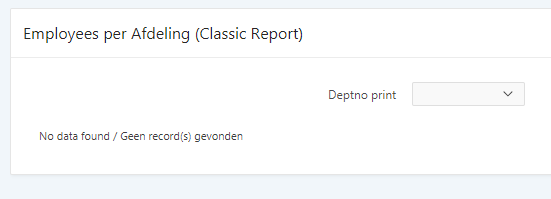 Employees per Afdeling (Classic Report)
Deptno print
No data found / Geen record(s) gevonden